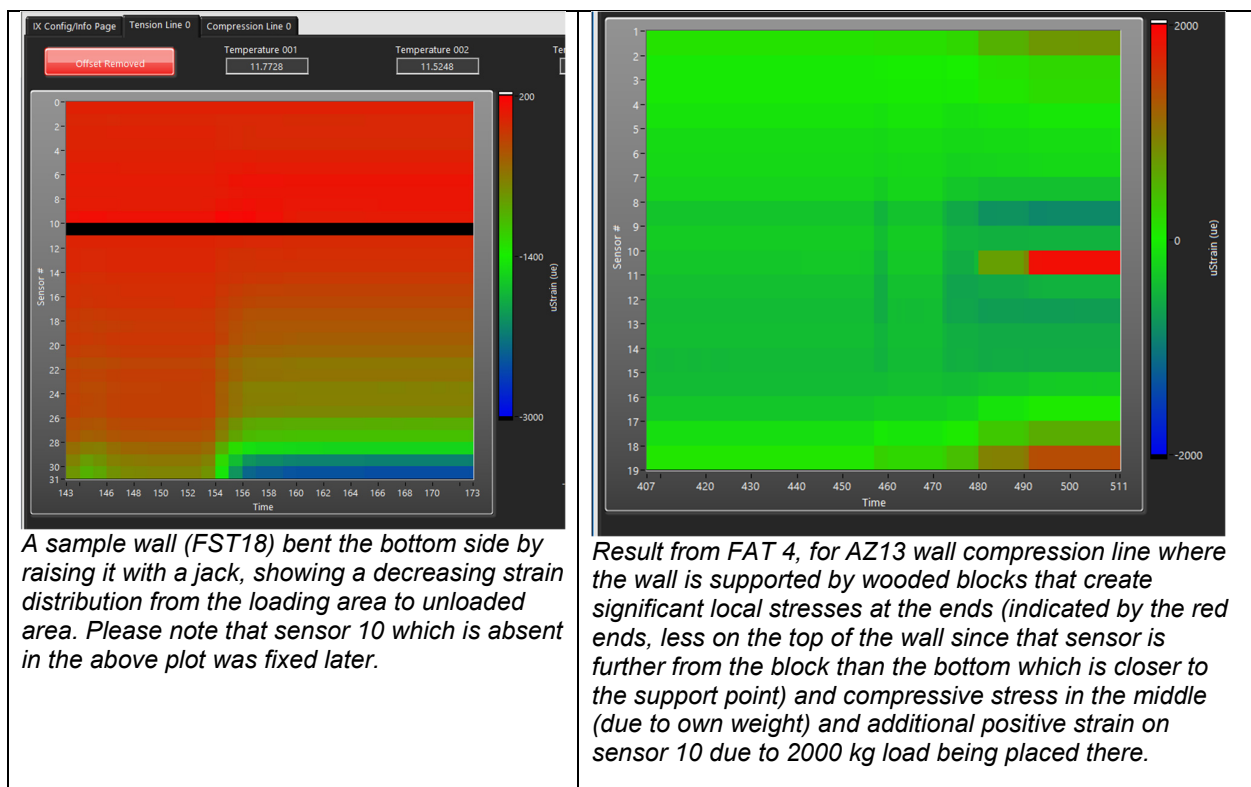 IX Config/Info Page Tension Line 0 Compression Line 0
Offset Removed
Temperature 001
11.7728
Temperature 002
11.5248
Te
Sensor #
0
2
4
6
8
10
12
14
16
18
20
22
24
26
28
30
31
143 146 148 150 152 154 156 158 160 162 164 166 168 170 173
Time
200
-1400
-3000
uStrain (ue)
A sample wall (FST18) bent the bottom side by
raising it with a jack, showing a decreasing strain
distribution from the loading area to unloaded
area. Please note that sensor 10 which is absent
in the above plot was fixed later.
Sensor #
1
2
3
4
5
6
7
8
9
10
11
12
13
14
15
16
17
18
19
407 420 430 440 450 460 470 480 490 500 511
Time
2000
0
-2000
uStrain (ue)
Result from FAT 4, for AZ13 wall compression line where
the wall is supported by wooded blocks that create
significant local stresses at the ends (indicated by the red
ends, less on the top of the wall since that sensor is
further from the block than the bottom which is closer to
the support point) and compressive stress in the middle
(due to own weight) and additional positive strain on
sensor 10 due to 2000 kg load being placed there.